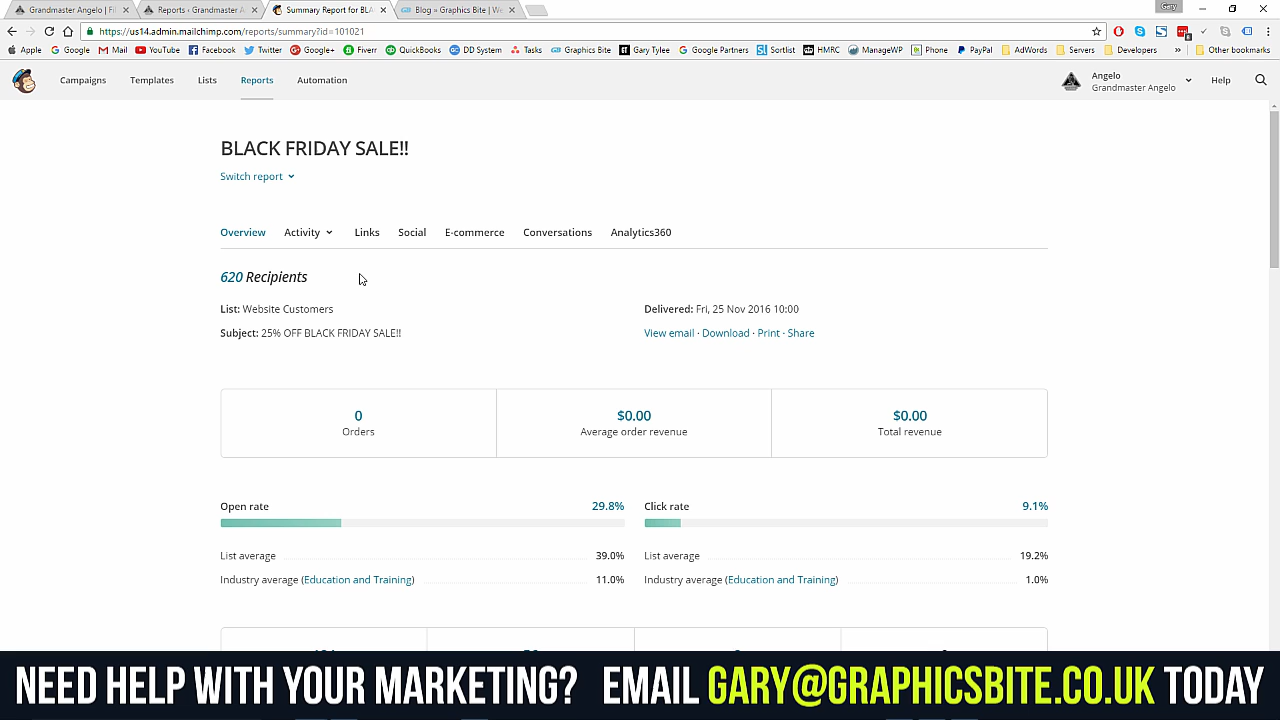 Grandmaster Angelo | Fil
Reports ‹ Grandmaster A
Summary Report for BLA
Blog » Graphics Bite | We
Gary
https://us14.admin.mailchimp.com/reports/summary?id=101021
Apple Google Mail YouTube Facebook Twitter Google+ Fiverr QuickBooks DD System Tasks Graphics Bite Gary Tylee Google Partners Sortlist HMRC ManageWP Phone PayPal AdWords Servers Developers » Other bookmarks
Campaigns Templates Lists Reports Automation
Angelo
Grandmaster Angelo
Help
BLACK FRIDAY SALE!!
Switch report
Overview Activity Links Social E-commerce Conversations Analytics360
620 Recipients
List: Website Customers
Delivered: Fri, 25 Nov 2016 10:00
Subject: 25% OFF BLACK FRIDAY SALE!!
View email · Download · Print · Share
0 $0.00 $0.00
Orders Average order revenue Total revenue
Open rate 29.8% Click rate 9.1%
List average 39.0% List average 19.2%
Industry average (Education and Training) 11.0% Industry average (Education and Training) 1.0%
NEED HELP WITH YOUR MARKETING? EMAIL GARY@GRAPHICSBITE.CO.UK TODAY